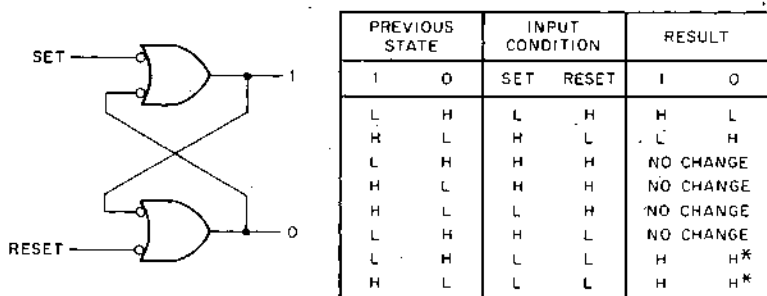 SET
1
0
RESET
PREVIOUS STATE INPUT CONDITION RESULT
1 0 SET RESET 1 0
L H L H H L
H L H L L H
L H H H NO CHANGE
H L H H NO CHANGE
H L L H NO CHANGE
L H H L NO CHANGE
L H L L H H*
H L L L H H*